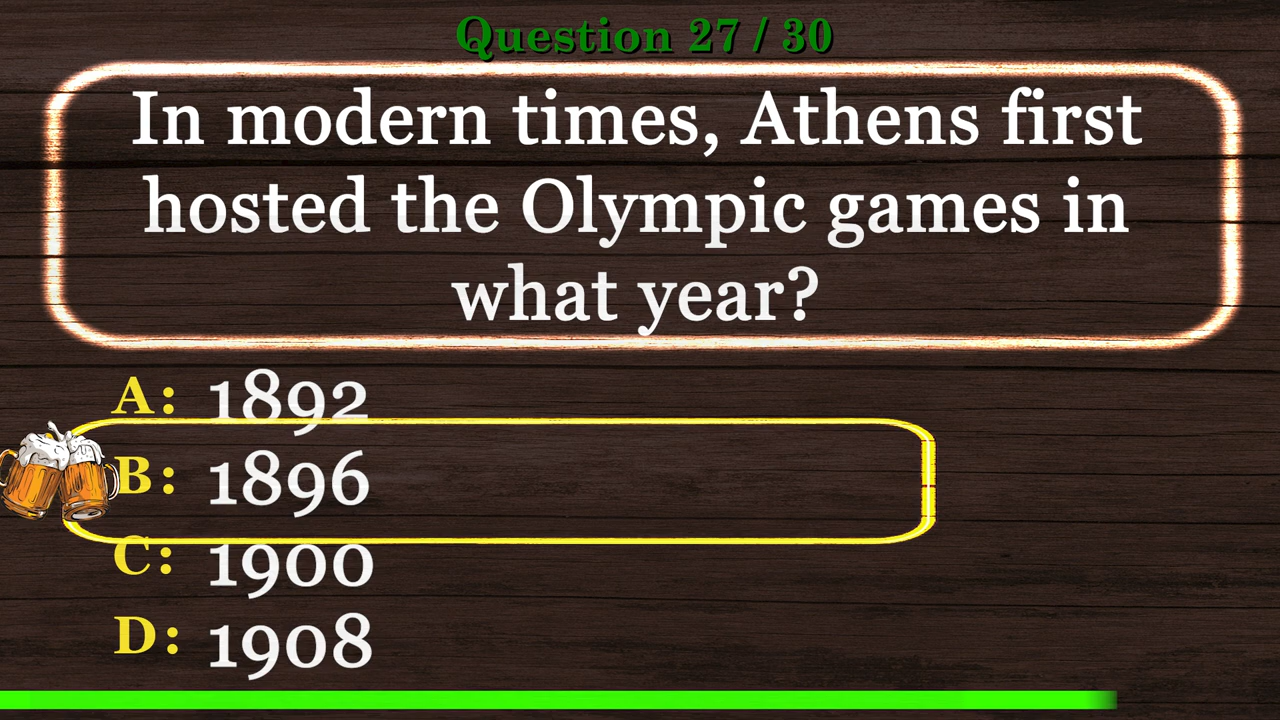 Question 27 / 30
In modern times, Athens first
hosted the Olympic games in
what year?
A: 1892
B: 1896
C: 1900
D: 1908